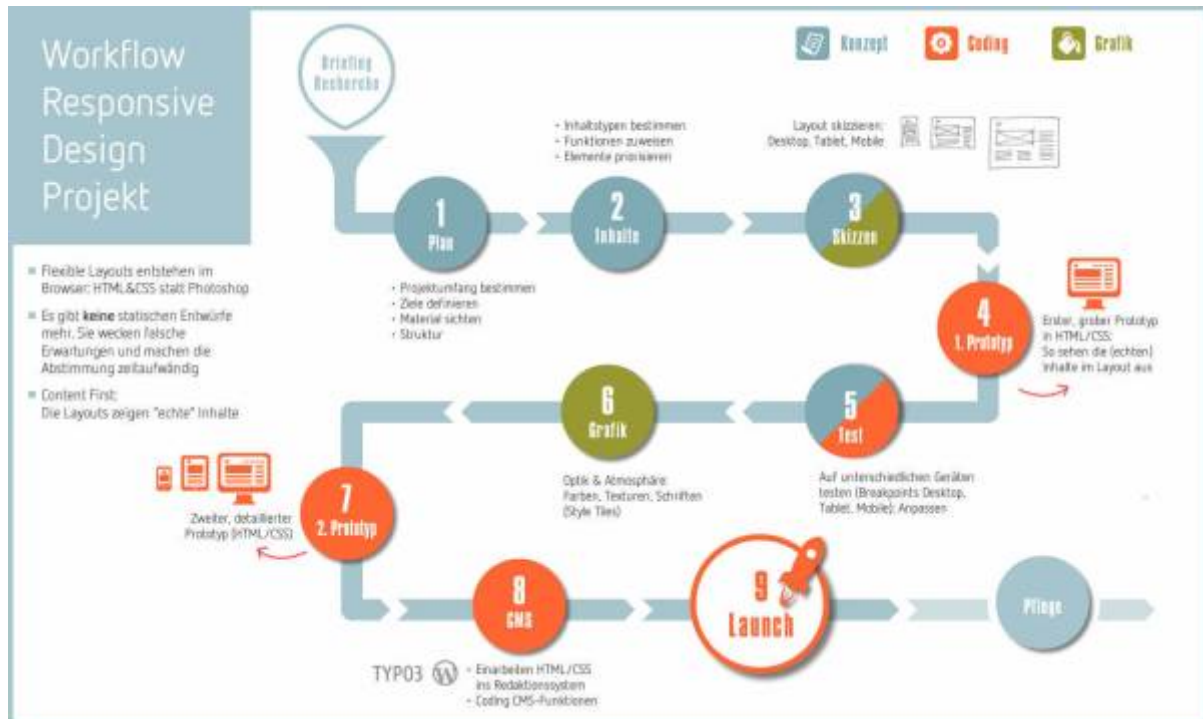 Workflow
Responsive
Design
Projekt
Flexible Layouts entstehen im
Browser: HTML&CSS statt Photoshop
Es gibt keine statischen Entwürfe
mehr. Sie wecken falsche
Erwartungen und machen die
Abstimmung zeitaufwändig
Content First:
Die Layouts zeigen "echte" Inhalte
Konzept
Coding
Grafik
Briefing
Recherche
1
Plan
• Projektumfang bestimmen
• Ziele definieren
• Material sichten
• Struktur
• Inhaltstypen bestimmen
• Funktionen zuweisen
• Elemente priorisieren
2
Inhalte
Layout skizzieren:
Desktop, Tablet, Mobile
3
Skizzen
4
1. Prototyp
Erster, grober Prototyp
in HTML/CSS:
So sehen die (echten)
Inhalte im Layout aus
5
Test
Auf unterschiedlichen Geräten
testen (Breakpoints Desktop,
Tablet, Mobile); Anpassen
6
Grafik
Optik & Atmosphäre:
Farben, Texturen, Schriften
(Style Tiles)
7
2. Prototyp
Zweiter, detaillierter
Prototyp (HTML/CSS)
8
CMS
TYPO3
• Einarbeiten HTML/CSS
ins Redaktionssystem
• Coding CMS-Funktionen
9
Launch
Pflege